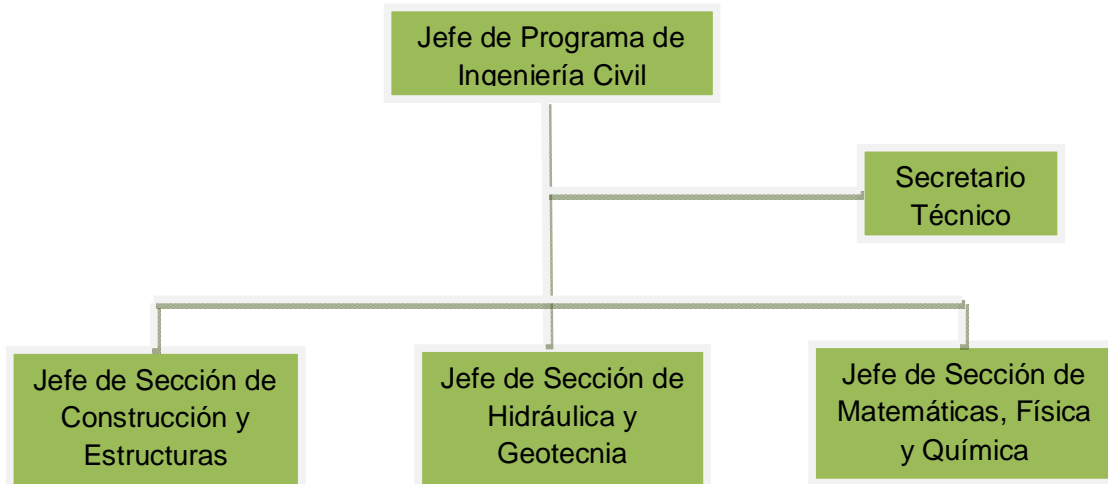 Jefe de Programa de
Ingeniería Civil
Secretario
Técnico
Jefe de Sección de
Construcción y
Estructuras
Jefe de Sección de
Hidráulica y
Geotecnia
Jefe de Sección de
Matemáticas, Física
y Química